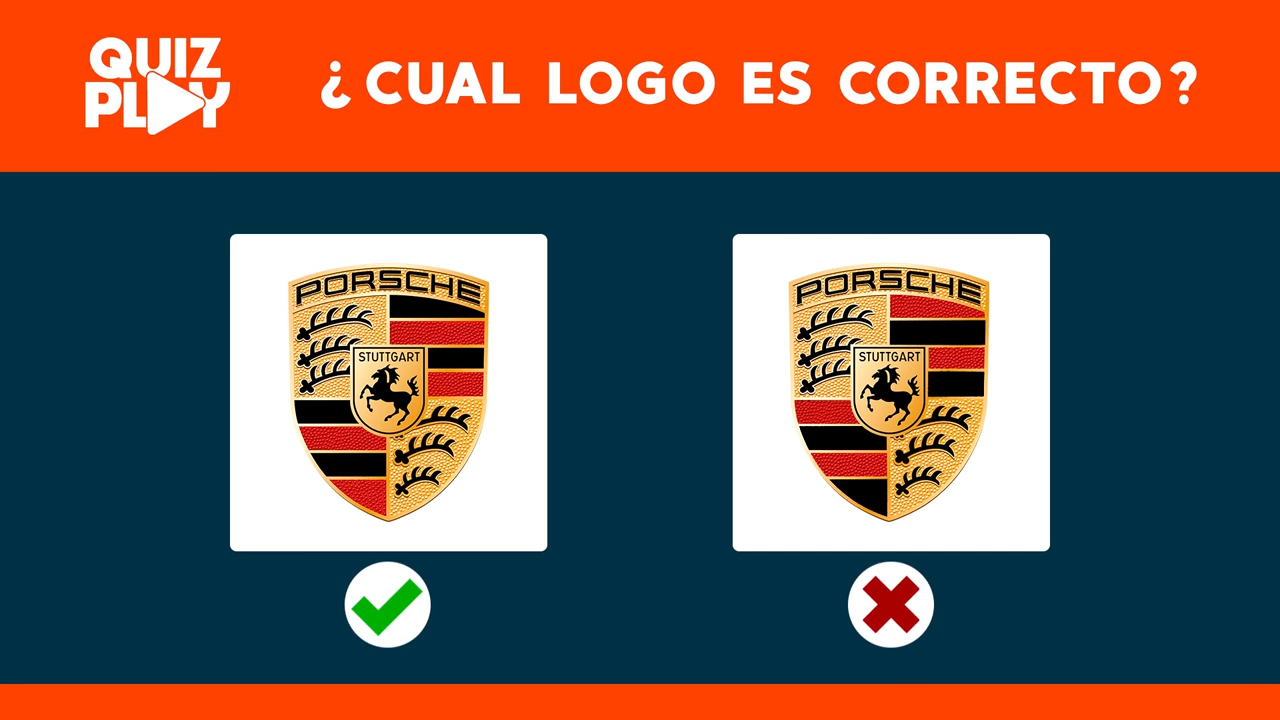 QUIZ
PLAY
¿CUAL LOGO ES CORRECTO?
PORSCHE
STUTTGART
PORSCHE
STUTTGART